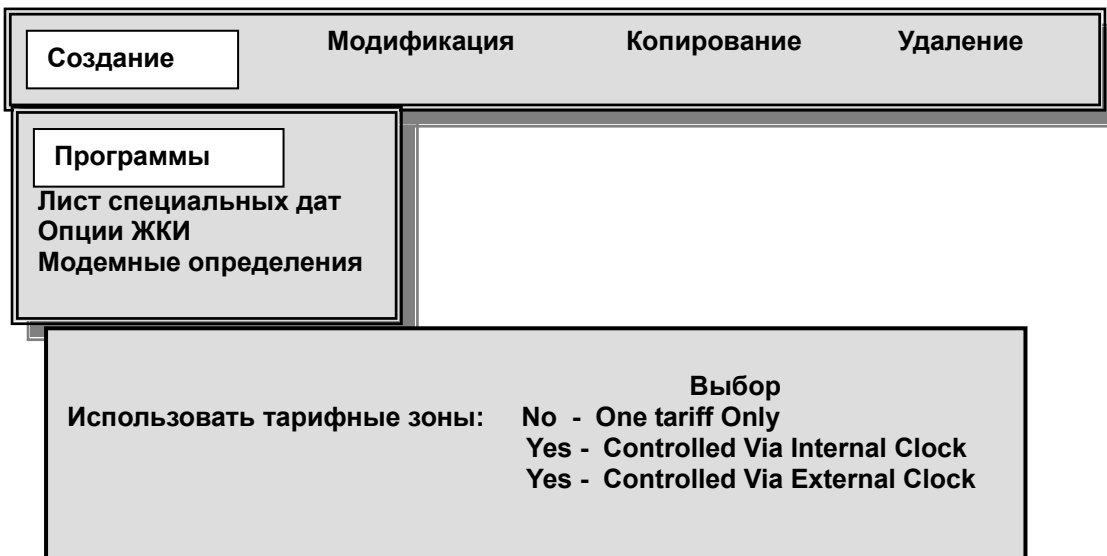 Создание Модификация Копирование Удаление
Программы
Лист специальных дат
Опции ЖКИ
Модемные определения
Выбор
Использовать тарифные зоны: No - One tariff Only
Yes - Controlled Via Internal Clock
Yes - Controlled Via External Clock